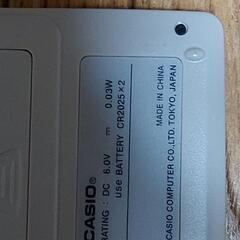 CASIO®
RATING : DC 6.0V ⎓ 0.03W
use BATTERY CR2025×2
MADE IN CHINA
CASIO COMPUTER CO.,LTD. TOKYO, JAPAN